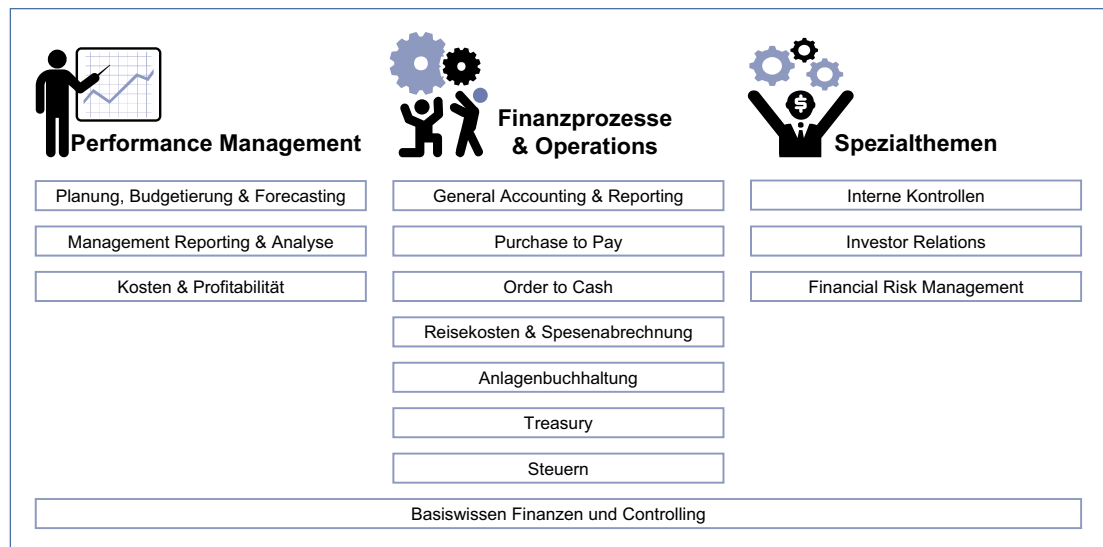 Performance Management
Planung, Budgetierung & Forecasting
Management Reporting & Analyse
Kosten & Profitabilität
Finanzprozesse
& Operations
General Accounting & Reporting
Purchase to Pay
Order to Cash
Reisekosten & Spesenabrechnung
Anlagenbuchhaltung
Treasury
Steuern
$
Spezialthemen
Interne Kontrollen
Investor Relations
Financial Risk Management
Basiswissen Finanzen und Controlling